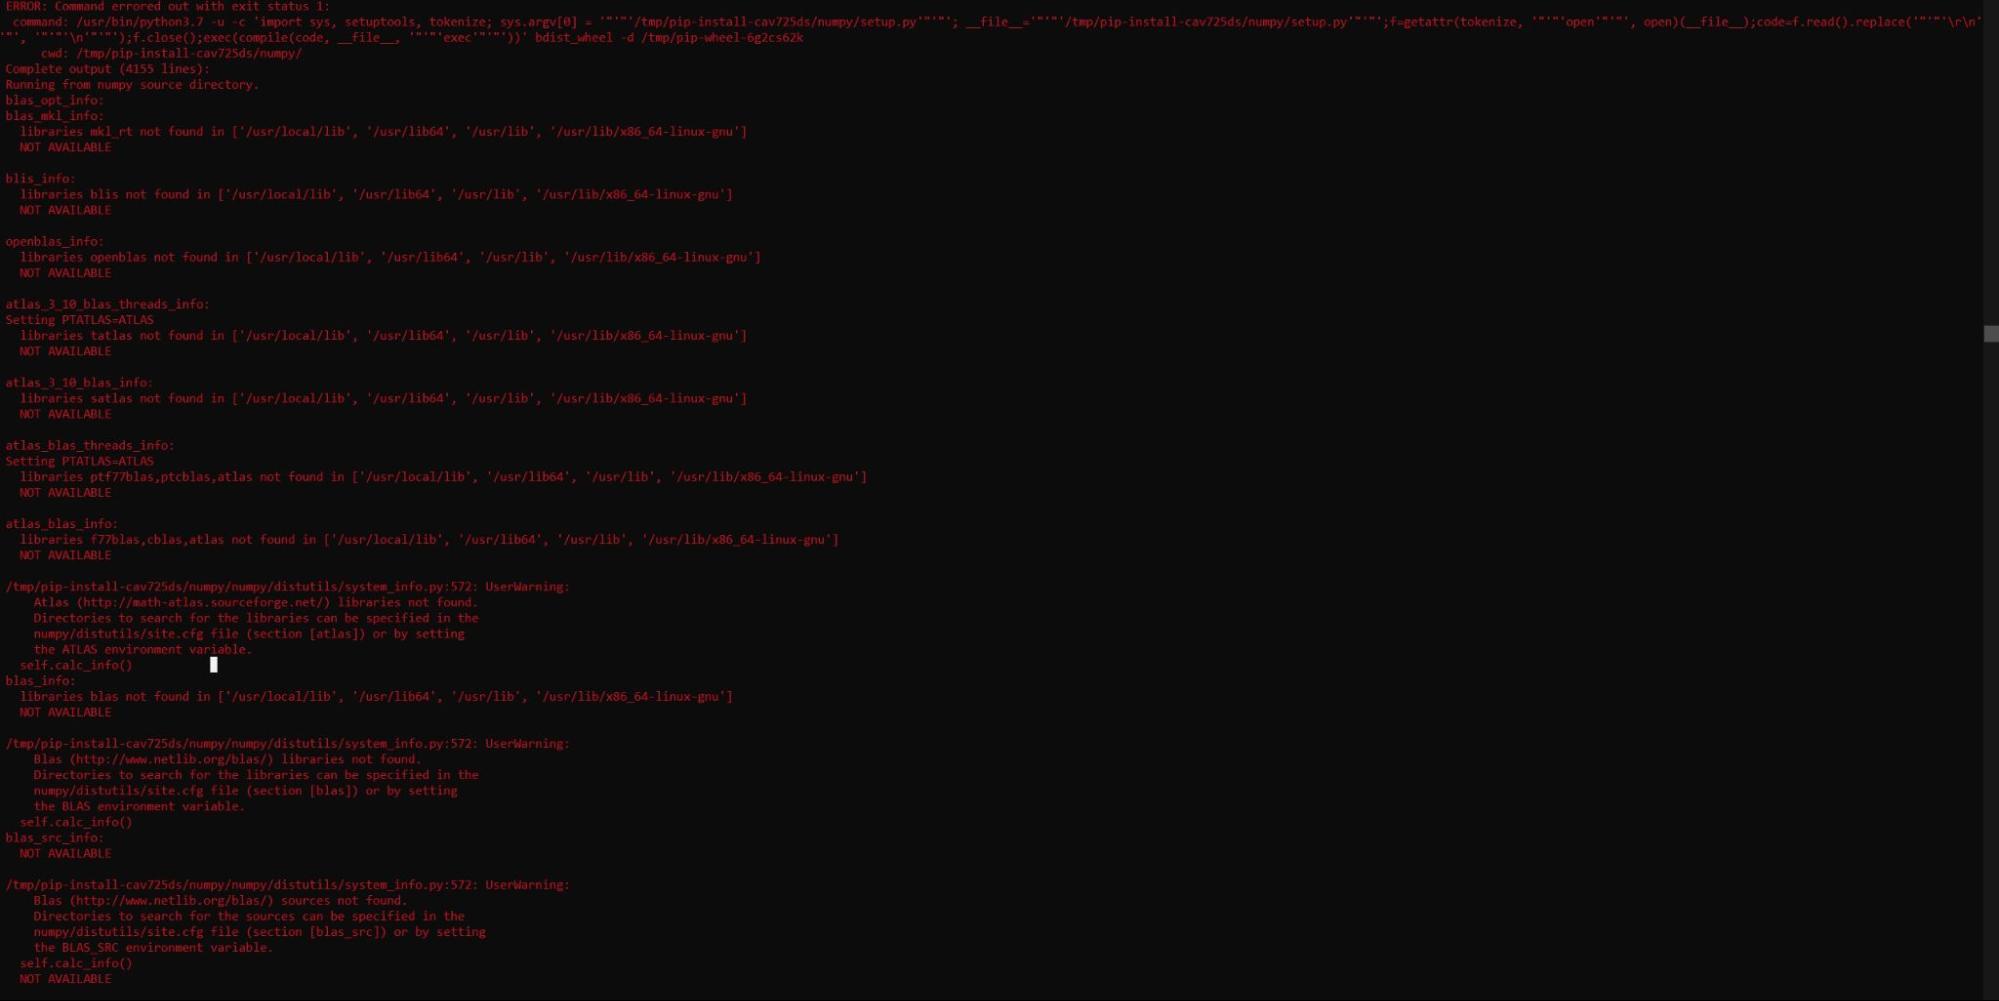 ERROR: Command errored out with exit status 1:
command: /usr/bin/python3.7 -u -c 'import sys, setuptools, tokenize; sys.argv[0] = '"'"'/tmp/pip-install-cav725ds/numpy/setup.py'"'"'; __file__='"'"'/tmp/pip-install-cav725ds/numpy/setup.py'"'"';f=getattr(tokenize, '"'"'open'"'"', open)(__file__);code=f.read().replace('"'"'\r\n'
'"', '"'"'\n'"'"');f.close();exec(compile(code, __file__, '"'"'exec'"'"'))' bdist_wheel -d /tmp/pip-wheel-6g2cs62k
cwd: /tmp/pip-install-cav725ds/numpy/
Complete output (4155 lines):
Running from numpy source directory.
blas_opt_info:
blas_mkl_info:
libraries mkl_rt not found in ['/usr/local/lib', '/usr/lib64', '/usr/lib', '/usr/lib/x86_64-linux-gnu']
NOT AVAILABLE
blis_info:
libraries blis not found in ['/usr/local/lib', '/usr/lib64', '/usr/lib', '/usr/lib/x86_64-linux-gnu']
NOT AVAILABLE
openblas_info:
libraries openblas not found in ['/usr/local/lib', '/usr/lib64', '/usr/lib', '/usr/lib/x86_64-linux-gnu']
NOT AVAILABLE
atlas_3_10_blas_threads_info:
Setting PTATLAS=ATLAS
libraries tatlas not found in ['/usr/local/lib', '/usr/lib64', '/usr/lib', '/usr/lib/x86_64-linux-gnu']
NOT AVAILABLE
atlas_3_10_blas_info:
libraries satlas not found in ['/usr/local/lib', '/usr/lib64', '/usr/lib', '/usr/lib/x86_64-linux-gnu']
NOT AVAILABLE
atlas_blas_threads_info:
Setting PTATLAS=ATLAS
libraries ptf77blas,ptcblas,atlas not found in ['/usr/local/lib', '/usr/lib64', '/usr/lib', '/usr/lib/x86_64-linux-gnu']
NOT AVAILABLE
atlas_blas_info:
libraries f77blas,cblas,atlas not found in ['/usr/local/lib', '/usr/lib64', '/usr/lib', '/usr/lib/x86_64-linux-gnu']
NOT AVAILABLE
/tmp/pip-install-cav725ds/numpy/numpy/distutils/system_info.py:572: UserWarning:
Atlas (http://math-atlas.sourceforge.net/) libraries not found.
Directories to search for the libraries can be specified in the
numpy/distutils/site.cfg file (section [atlas]) or by setting
the ATLAS environment variable.
self.calc_info()
blas_info:
libraries blas not found in ['/usr/local/lib', '/usr/lib64', '/usr/lib', '/usr/lib/x86_64-linux-gnu']
NOT AVAILABLE
/tmp/pip-install-cav725ds/numpy/numpy/distutils/system_info.py:572: UserWarning:
Blas (http://www.netlib.org/blas/) libraries not found.
Directories to search for the libraries can be specified in the
numpy/distutils/site.cfg file (section [blas]) or by setting
the BLAS environment variable.
self.calc_info()
blas_src_info:
NOT AVAILABLE
/tmp/pip-install-cav725ds/numpy/numpy/distutils/system_info.py:572: UserWarning:
Blas (http://www.netlib.org/blas/) sources not found.
Directories to search for the sources can be specified in the
numpy/distutils/site.cfg file (section [blas_src]) or by setting
the BLAS_SRC environment variable.
self.calc_info()
NOT AVAILABLE